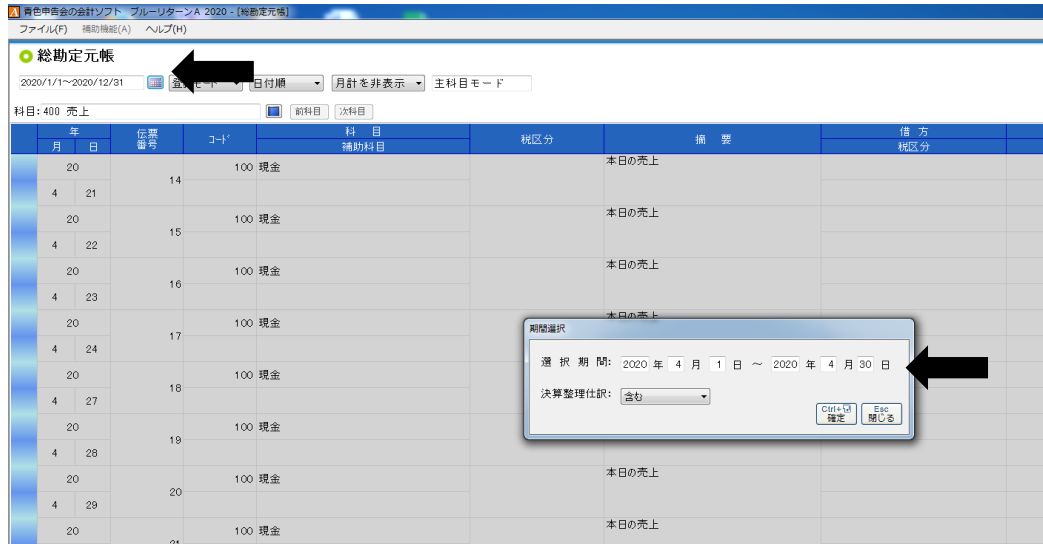 青色申告会の会計ソフト ブルーリターンA 2020 - [総勘定元帳]
ファイル(F) 補助機能(A) ヘルプ(H)
総勘定元帳
2020/1/1～2020/12/31 日付順 月計を非表示 主科目モード
科目: 400 売上 前科目 次科目
年 伝票番号 コード 科 目 税区分 摘 要 借 方
月 日 補助科目 税区分
20 14 100 現金 本日の売上
4 21
20 15 100 現金 本日の売上
4 22
20 16 100 現金 本日の売上
4 23
20 17 100 現金 本日の売上
4 24
20 18 100 現金
4 27
20 19 100 現金
4 28
20 20 100 現金 本日の売上
4 29
20 21 100 現金 本日の売上
期間選択
選択期間: 2020 年 4 月 1 日 ～ 2020 年 4 月 30 日
決算整理仕訳: 含む
Ctrl+ 確定 Esc 閉じる